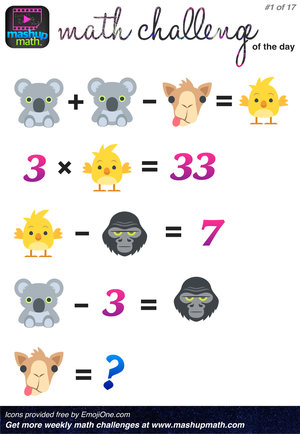 #1 of 17
mashup
math.
math challenge
of the day
+ - =
3 × = 33
- = 7
- 3 =
= ?
Icons provided free by EmojiOne.com
Get more weekly math challenges at www.mashupmath.com